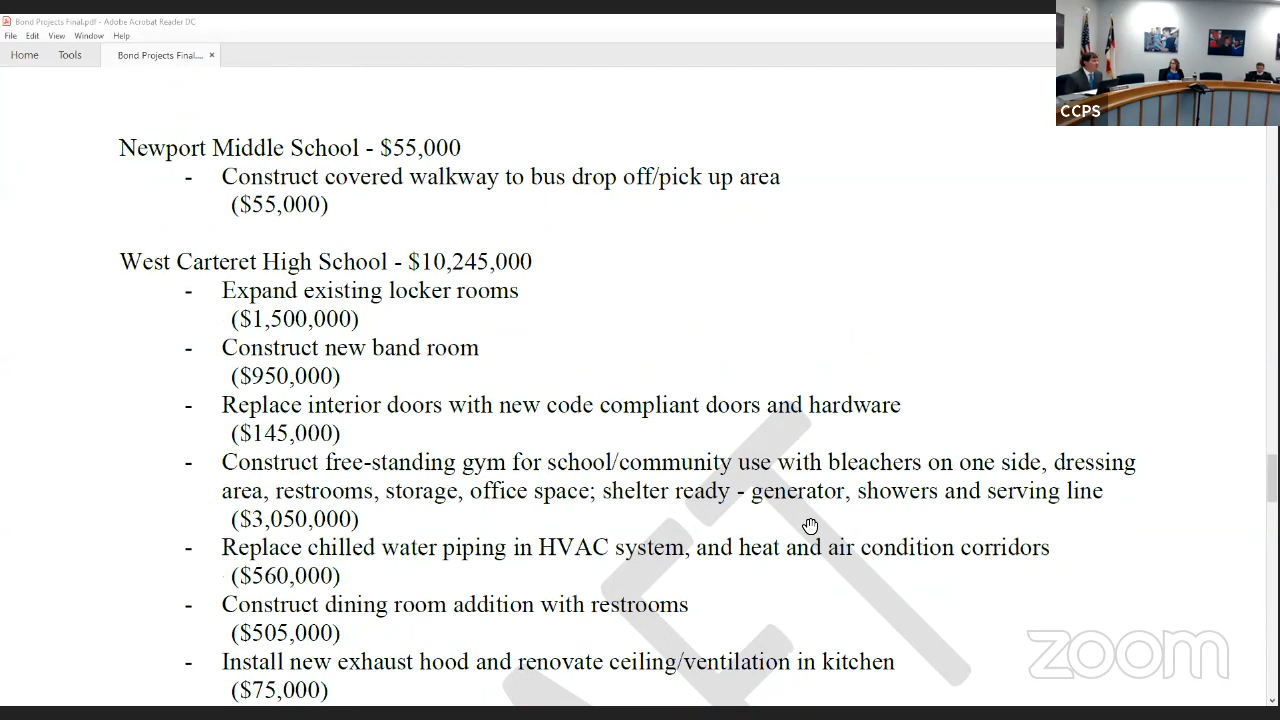 Bond Projects Final.pdf - Adobe Acrobat Reader DC
File Edit View Window Help
Home Tools Bond Projects Final.... ×
CCPS
Newport Middle School - $55,000
- Construct covered walkway to bus drop off/pick up area
($55,000)
West Carteret High School - $10,245,000
- Expand existing locker rooms
($1,500,000)
- Construct new band room
($950,000)
- Replace interior doors with new code compliant doors and hardware
($145,000)
- Construct free-standing gym for school/community use with bleachers on one side, dressing
area, restrooms, storage, office space; shelter ready - generator, showers and serving line
($3,050,000)
- Replace chilled water piping in HVAC system, and heat and air condition corridors
($560,000)
- Construct dining room addition with restrooms
($505,000)
- Install new exhaust hood and renovate ceiling/ventilation in kitchen
($75,000)
zoom